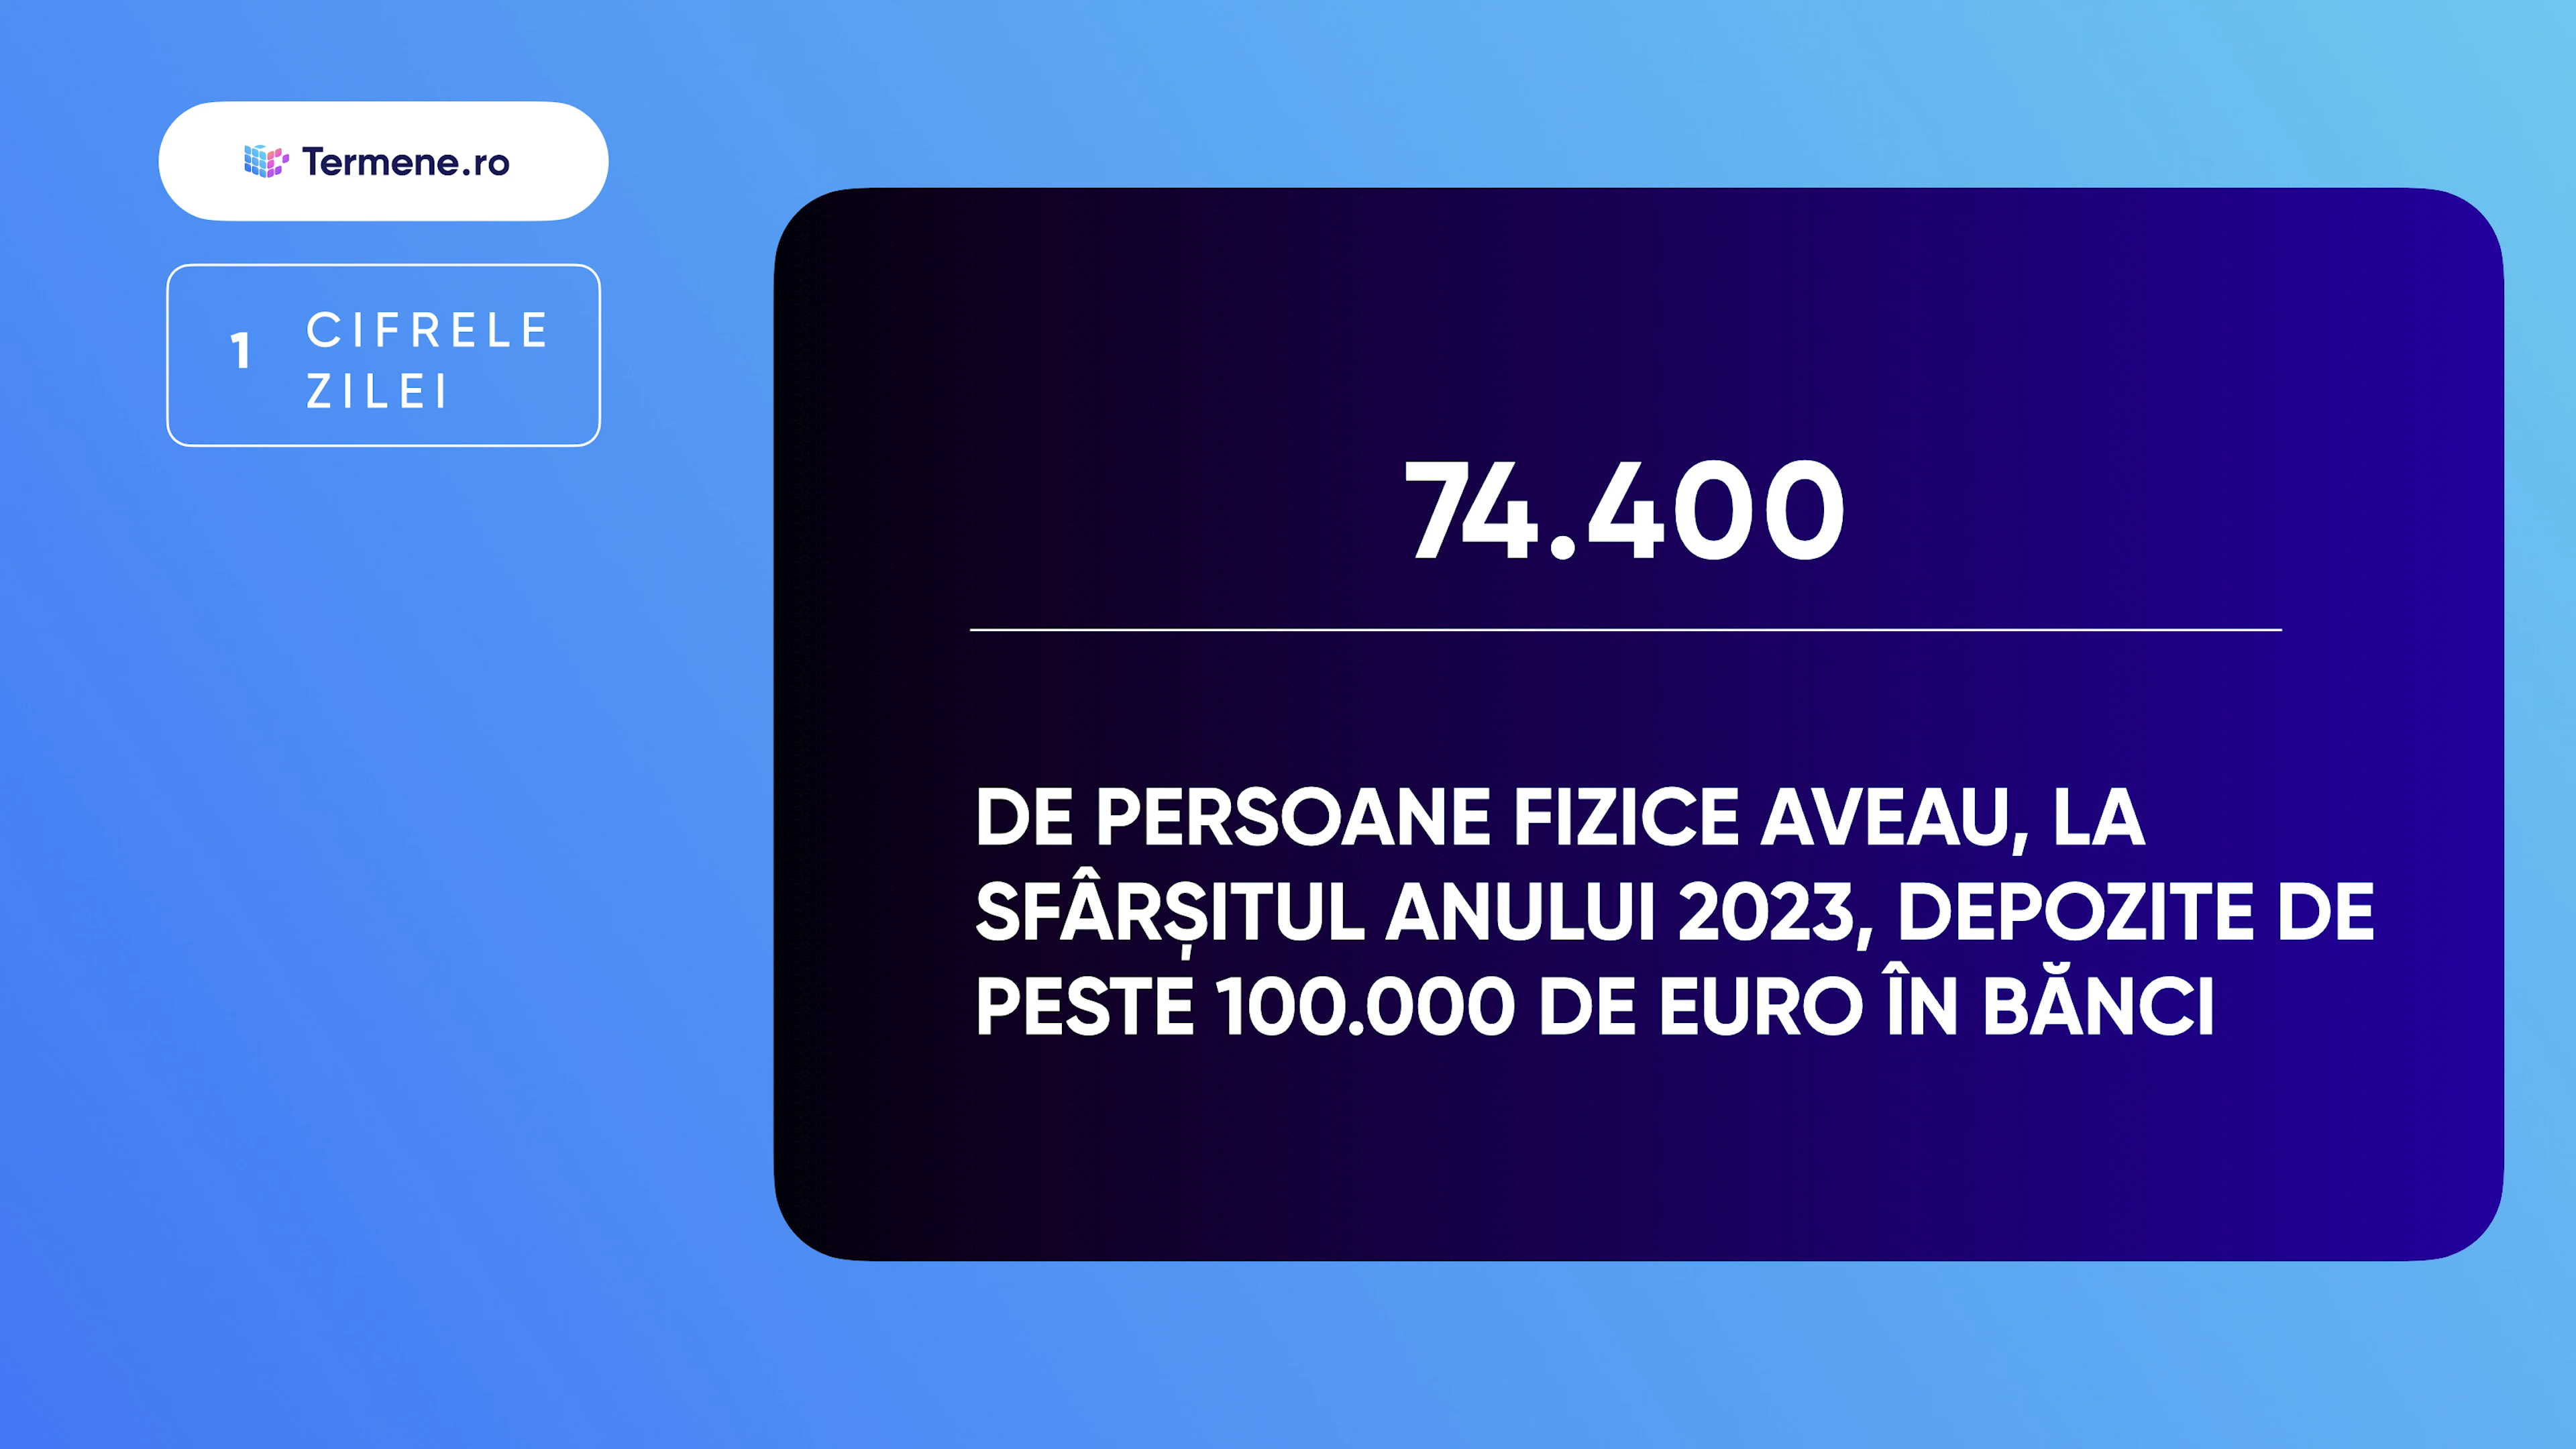 Termene.ro
1
CIFRELE
ZILEI
74.400
DE PERSOANE FIZICE AVEAU, LA
SFÂRȘITUL ANULUI 2023, DEPOZITE DE
PESTE 100.000 DE EURO ÎN BĂNCI